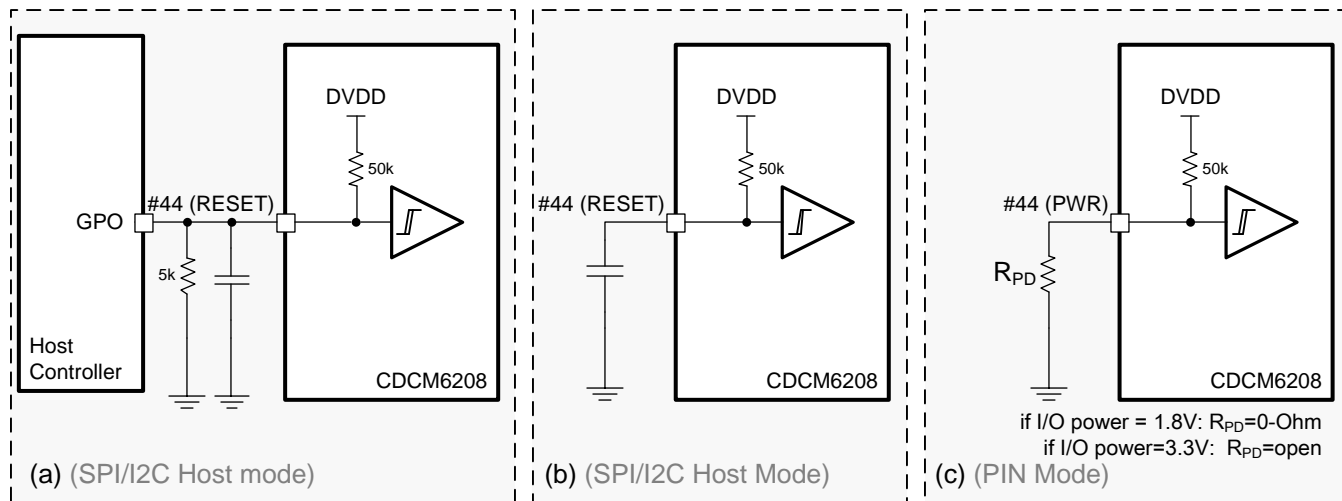 DVDD
50k
#44 (RESET)
GPO
5k
Host
Controller
CDCM6208
(a) (SPI/I2C Host mode)
DVDD
50k
#44 (RESET)
CDCM6208
(b) (SPI/I2C Host Mode)
DVDD
50k
#44 (PWR)
RPD
CDCM6208
if I/O power = 1.8V: RPD=0-Ohm
if I/O power=3.3V: RPD=open
(c) (PIN Mode)